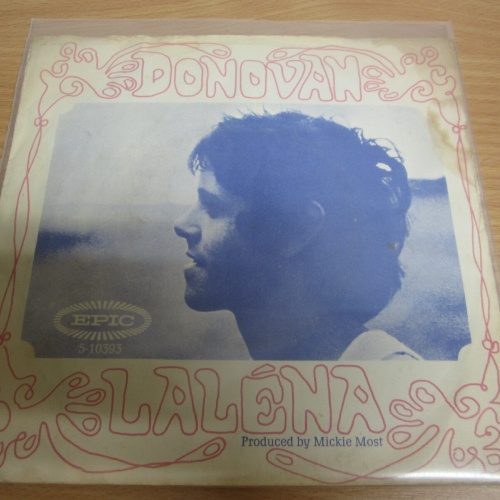 DONOVAN
EPIC
5-10393
LALÉNA
Produced by Mickie Most